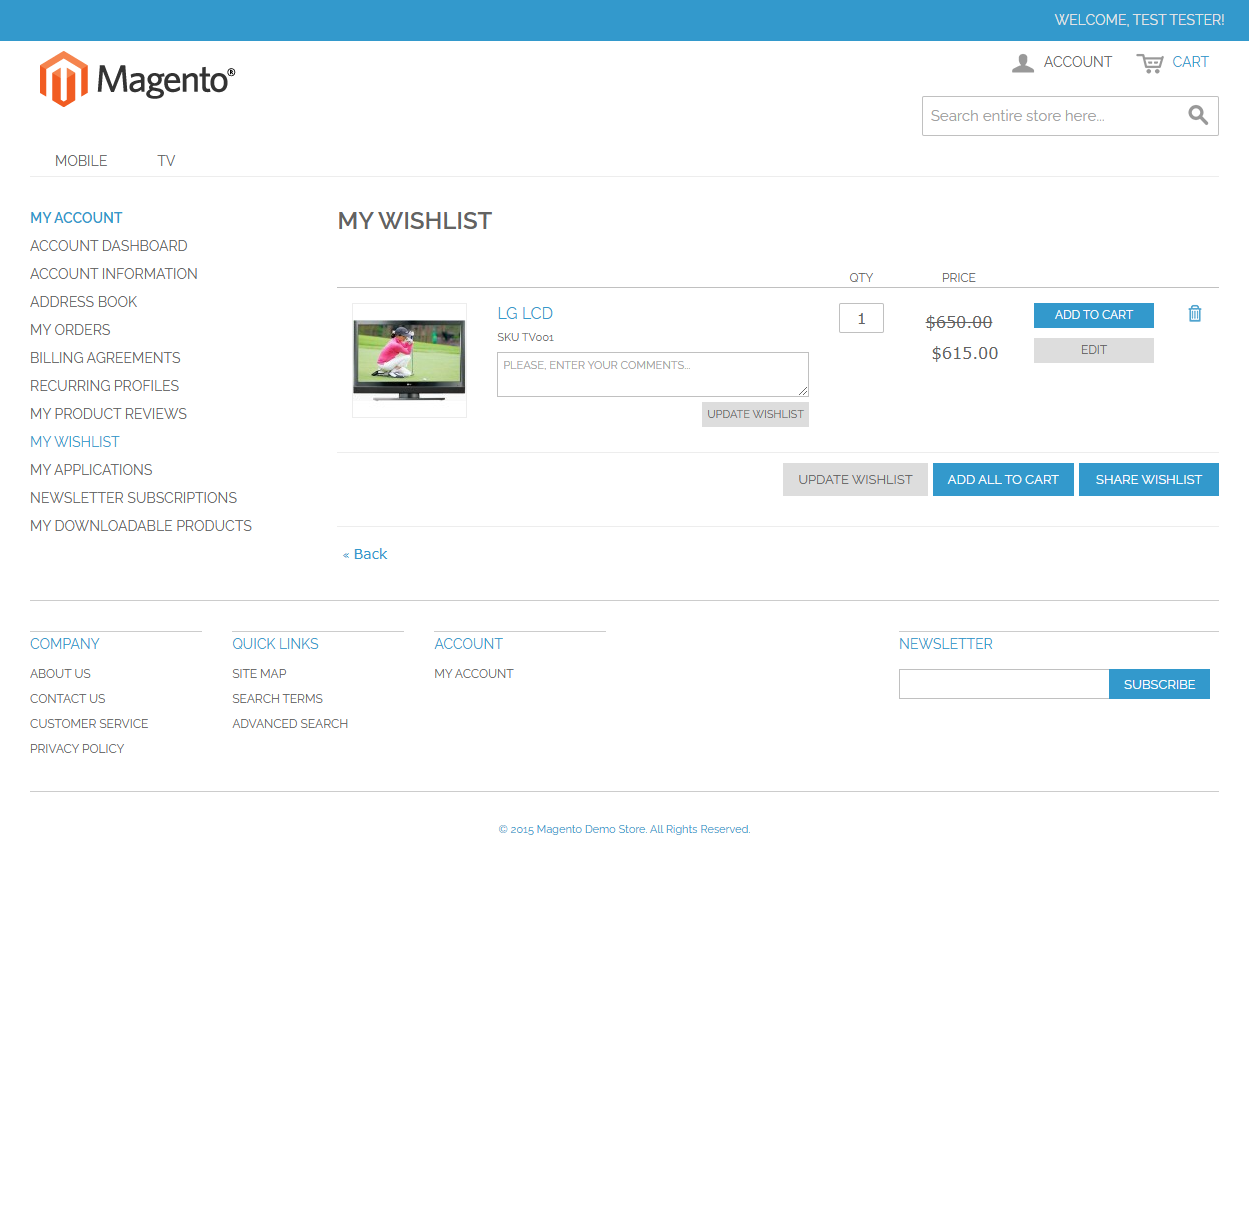 WELCOME, TEST TESTER!
Magento®
ACCOUNT CART
Search entire store here...
MOBILE TV
MY ACCOUNT
ACCOUNT DASHBOARD
ACCOUNT INFORMATION
ADDRESS BOOK
MY ORDERS
BILLING AGREEMENTS
RECURRING PROFILES
MY PRODUCT REVIEWS
MY WISHLIST
MY APPLICATIONS
NEWSLETTER SUBSCRIPTIONS
MY DOWNLOADABLE PRODUCTS
MY WISHLIST
QTY PRICE
LG LCD
SKU TV001
PLEASE, ENTER YOUR COMMENTS...
UPDATE WISHLIST
1
$650.00
$615.00
ADD TO CART
EDIT
UPDATE WISHLIST ADD ALL TO CART SHARE WISHLIST
« Back
COMPANY
ABOUT US
CONTACT US
CUSTOMER SERVICE
PRIVACY POLICY
QUICK LINKS
SITE MAP
SEARCH TERMS
ADVANCED SEARCH
ACCOUNT
MY ACCOUNT
NEWSLETTER
SUBSCRIBE
© 2015 Magento Demo Store. All Rights Reserved.